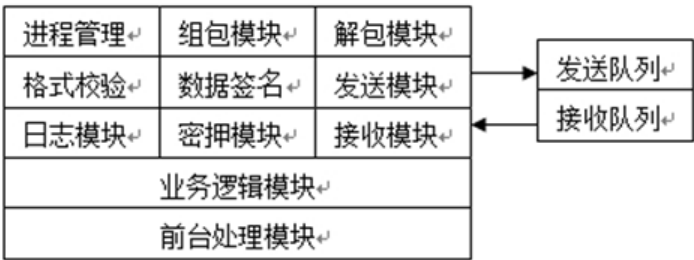 进程管理 组包模块 解包模块
格式校验 数据签名 发送模块
日志模块 密押模块 接收模块
业务逻辑模块
前台处理模块
发送队列
接收队列